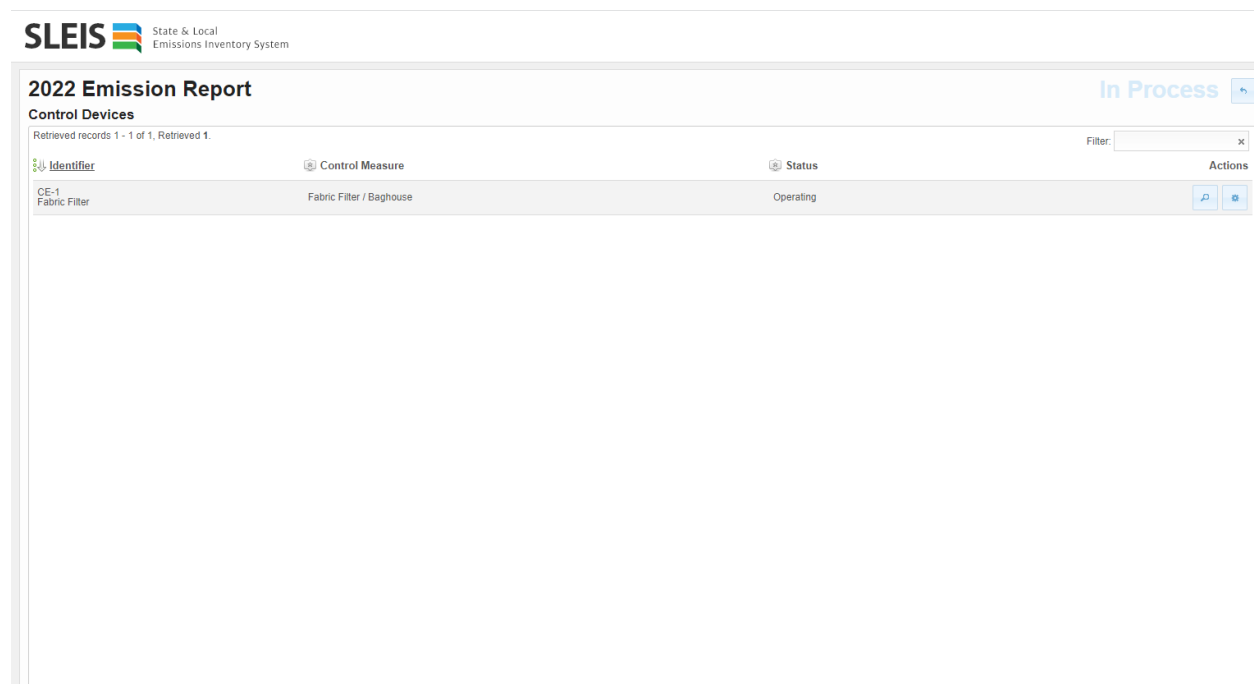 SLEIS
State & Local
Emissions Inventory System
2022 Emission Report
In Process
Control Devices
Retrieved records 1 - 1 of 1, Retrieved 1.
Filter:
Identifier
Control Measure
Status
Actions
CE-1
Fabric Filter
Fabric Filter / Baghouse
Operating